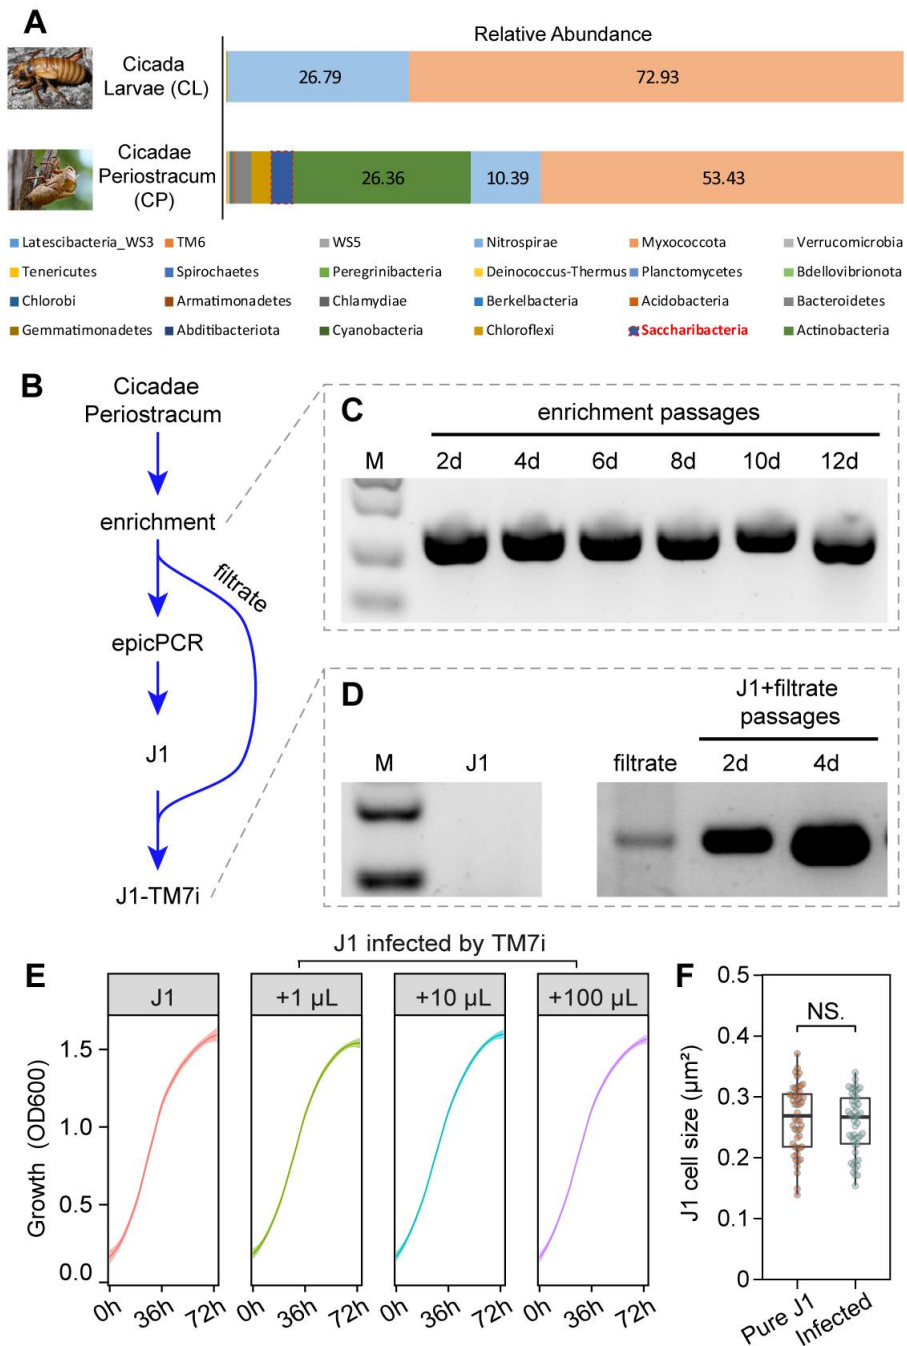 A
Relative Abundance
Cicada
Larvae (CL)
26.79
72.93
Cicadae
Periostracum
(CP)
26.36
10.39
53.43
Latescibacteria_WS3 TM6 WS5 Nitrospirae Myxococcota Verrucomicrobia
Tenericutes Spirochaetes Peregrinibacteria Deinococcus-Thermus Planctomycetes Bdellovibrionota
Chlorobi Armatimonadetes Chlamydiae Berkelbacteria Acidobacteria Bacteroidetes
Gemmatimonadetes Abditibacteriota Cyanobacteria Chloroflexi Saccharibacteria Actinobacteria
B
Cicadae
Periostracum
enrichment
filtrate
epicPCR
J1
J1-TM7i
C
enrichment passages
M 2d 4d 6d 8d 10d 12d
D
J1+filtrate
passages
M J1 filtrate 2d 4d
E
J1 infected by TM7i
J1 +1 µL +10 µL +100 µL
Growth (OD600)
1.5
1.0
0.5
0.0
0h 36h 72h 0h 36h 72h 0h 36h 72h 0h 36h 72h
F
J1 cell size (µm²)
0.5
0.4
0.3
0.2
0.1
0
NS.
Pure J1 Infected